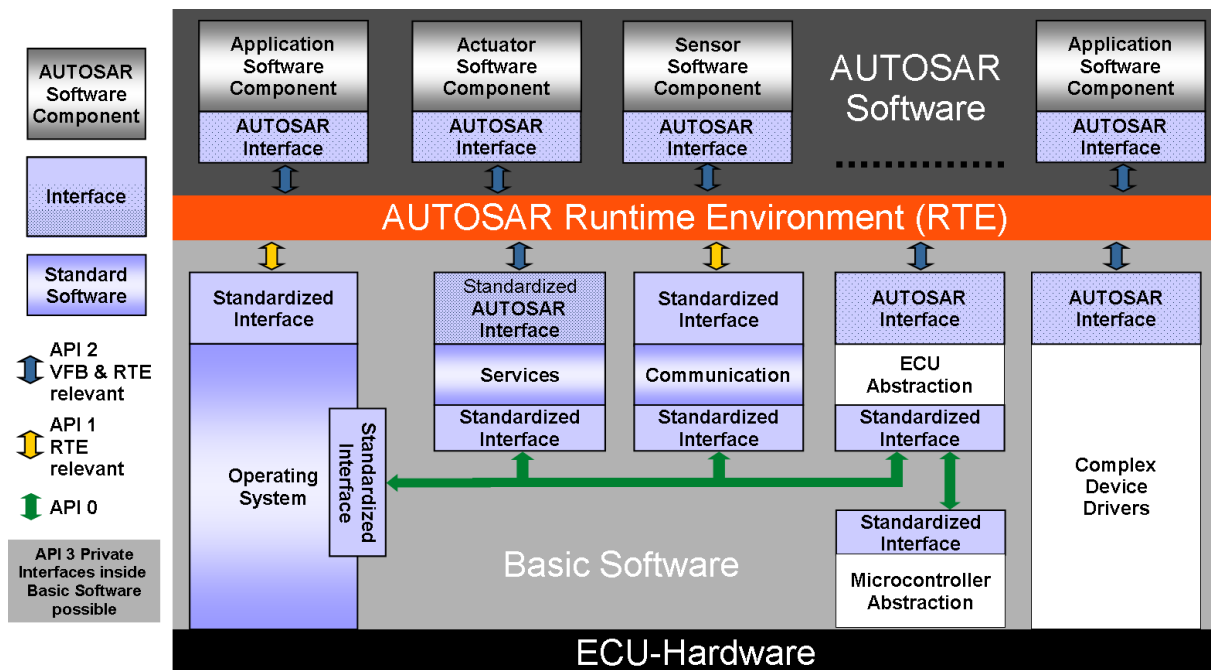 AUTOSAR
Software
Component
Interface
Standard
Software
API 2
VFB & RTE
relevant
API 1
RTE
relevant
API 0
API 3 Private
Interfaces inside
Basic Software
possible
Application
Software
Component
AUTOSAR
Interface
Actuator
Software
Component
AUTOSAR
Interface
Sensor
Software
Component
AUTOSAR
Interface
AUTOSAR
Software
Application
Software
Component
AUTOSAR
Interface
AUTOSAR Runtime Environment (RTE)
Standardized
Interface
Operating
System
Standardized
Interface
Standardized
AUTOSAR
Interface
Services
Standardized
Interface
Standardized
Interface
Communication
Standardized
Interface
AUTOSAR
Interface
ECU
Abstraction
Standardized
Interface
Standardized
Interface
Microcontroller
Abstraction
AUTOSAR
Interface
Complex
Device
Drivers
Basic Software
ECU-Hardware